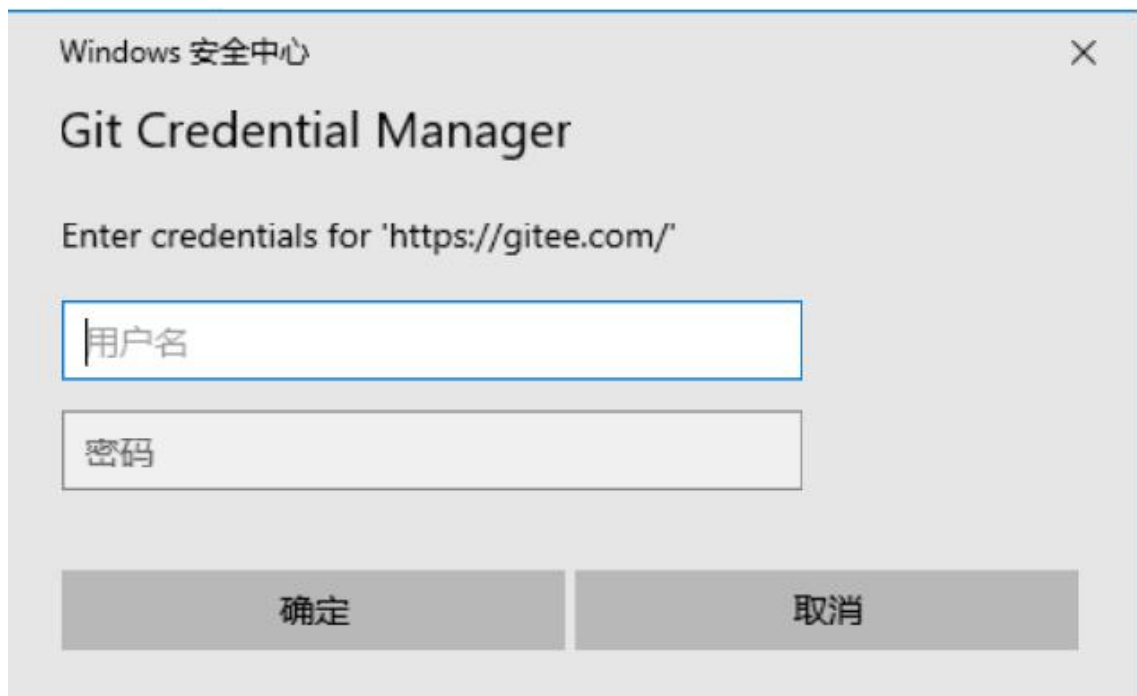 Windows 安全中心
Git Credential Manager
Enter credentials for 'https://gitee.com/'
用户名
密码
确定 取消